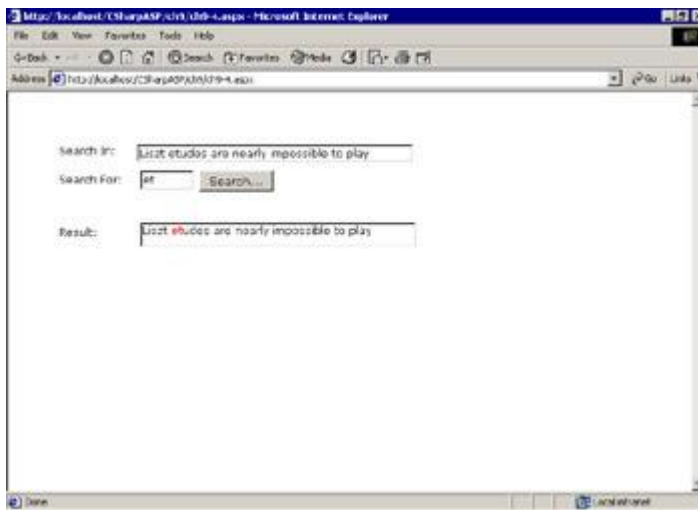 http://localhost/CSharpASP/ch9/ch9-4.aspx - Microsoft Internet Explorer
File Edit View Favorites Tools Help
Back Search Favorites Media
Address http://localhost/CSharpASP/ch9/ch9-4.aspx Go Links
Search In: Liszt etudes are nearly impossible to play
Search For: et Search...
Result: Liszt etudes are nearly impossible to play
Done Local intranet